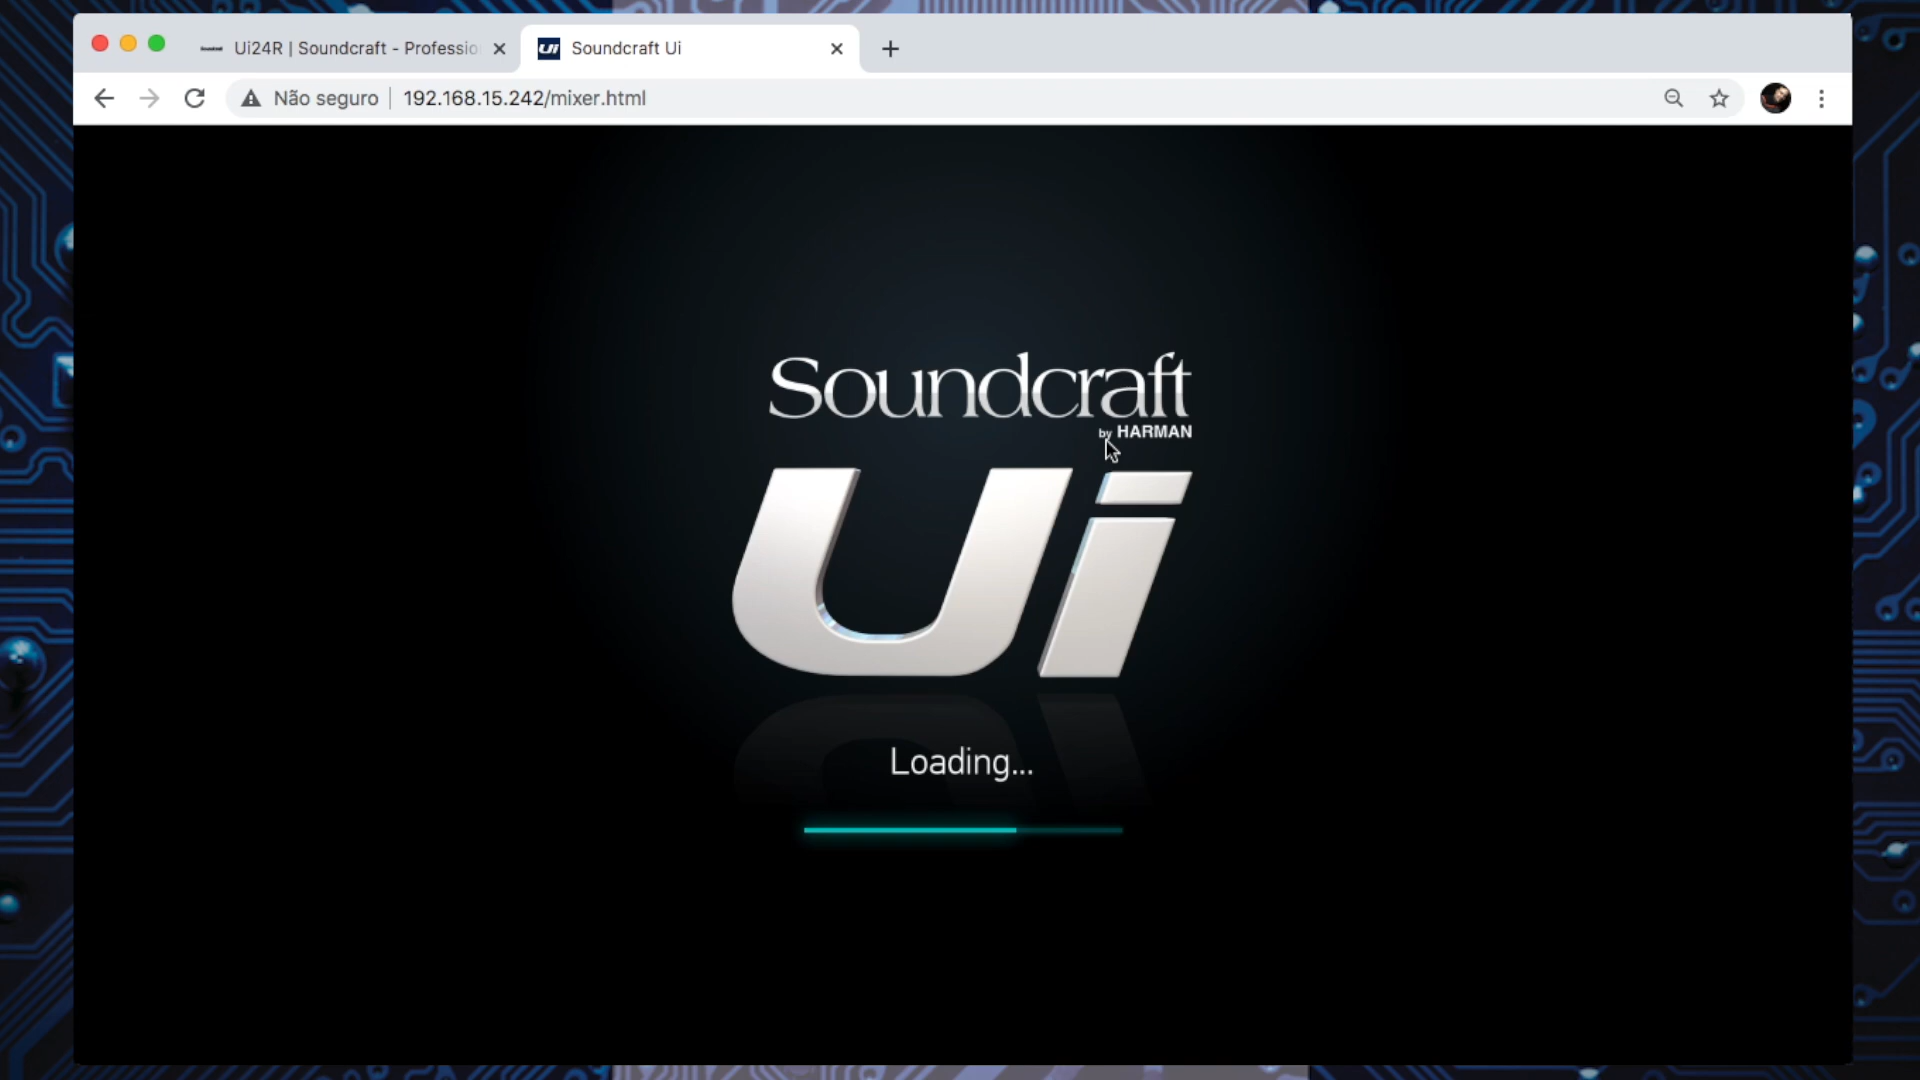 Ui24R | Soundcraft - Professio
Soundcraft Ui
Não seguro
192.168.15.242/mixer.html
Soundcraft
by HARMAN
Ui
Loading...